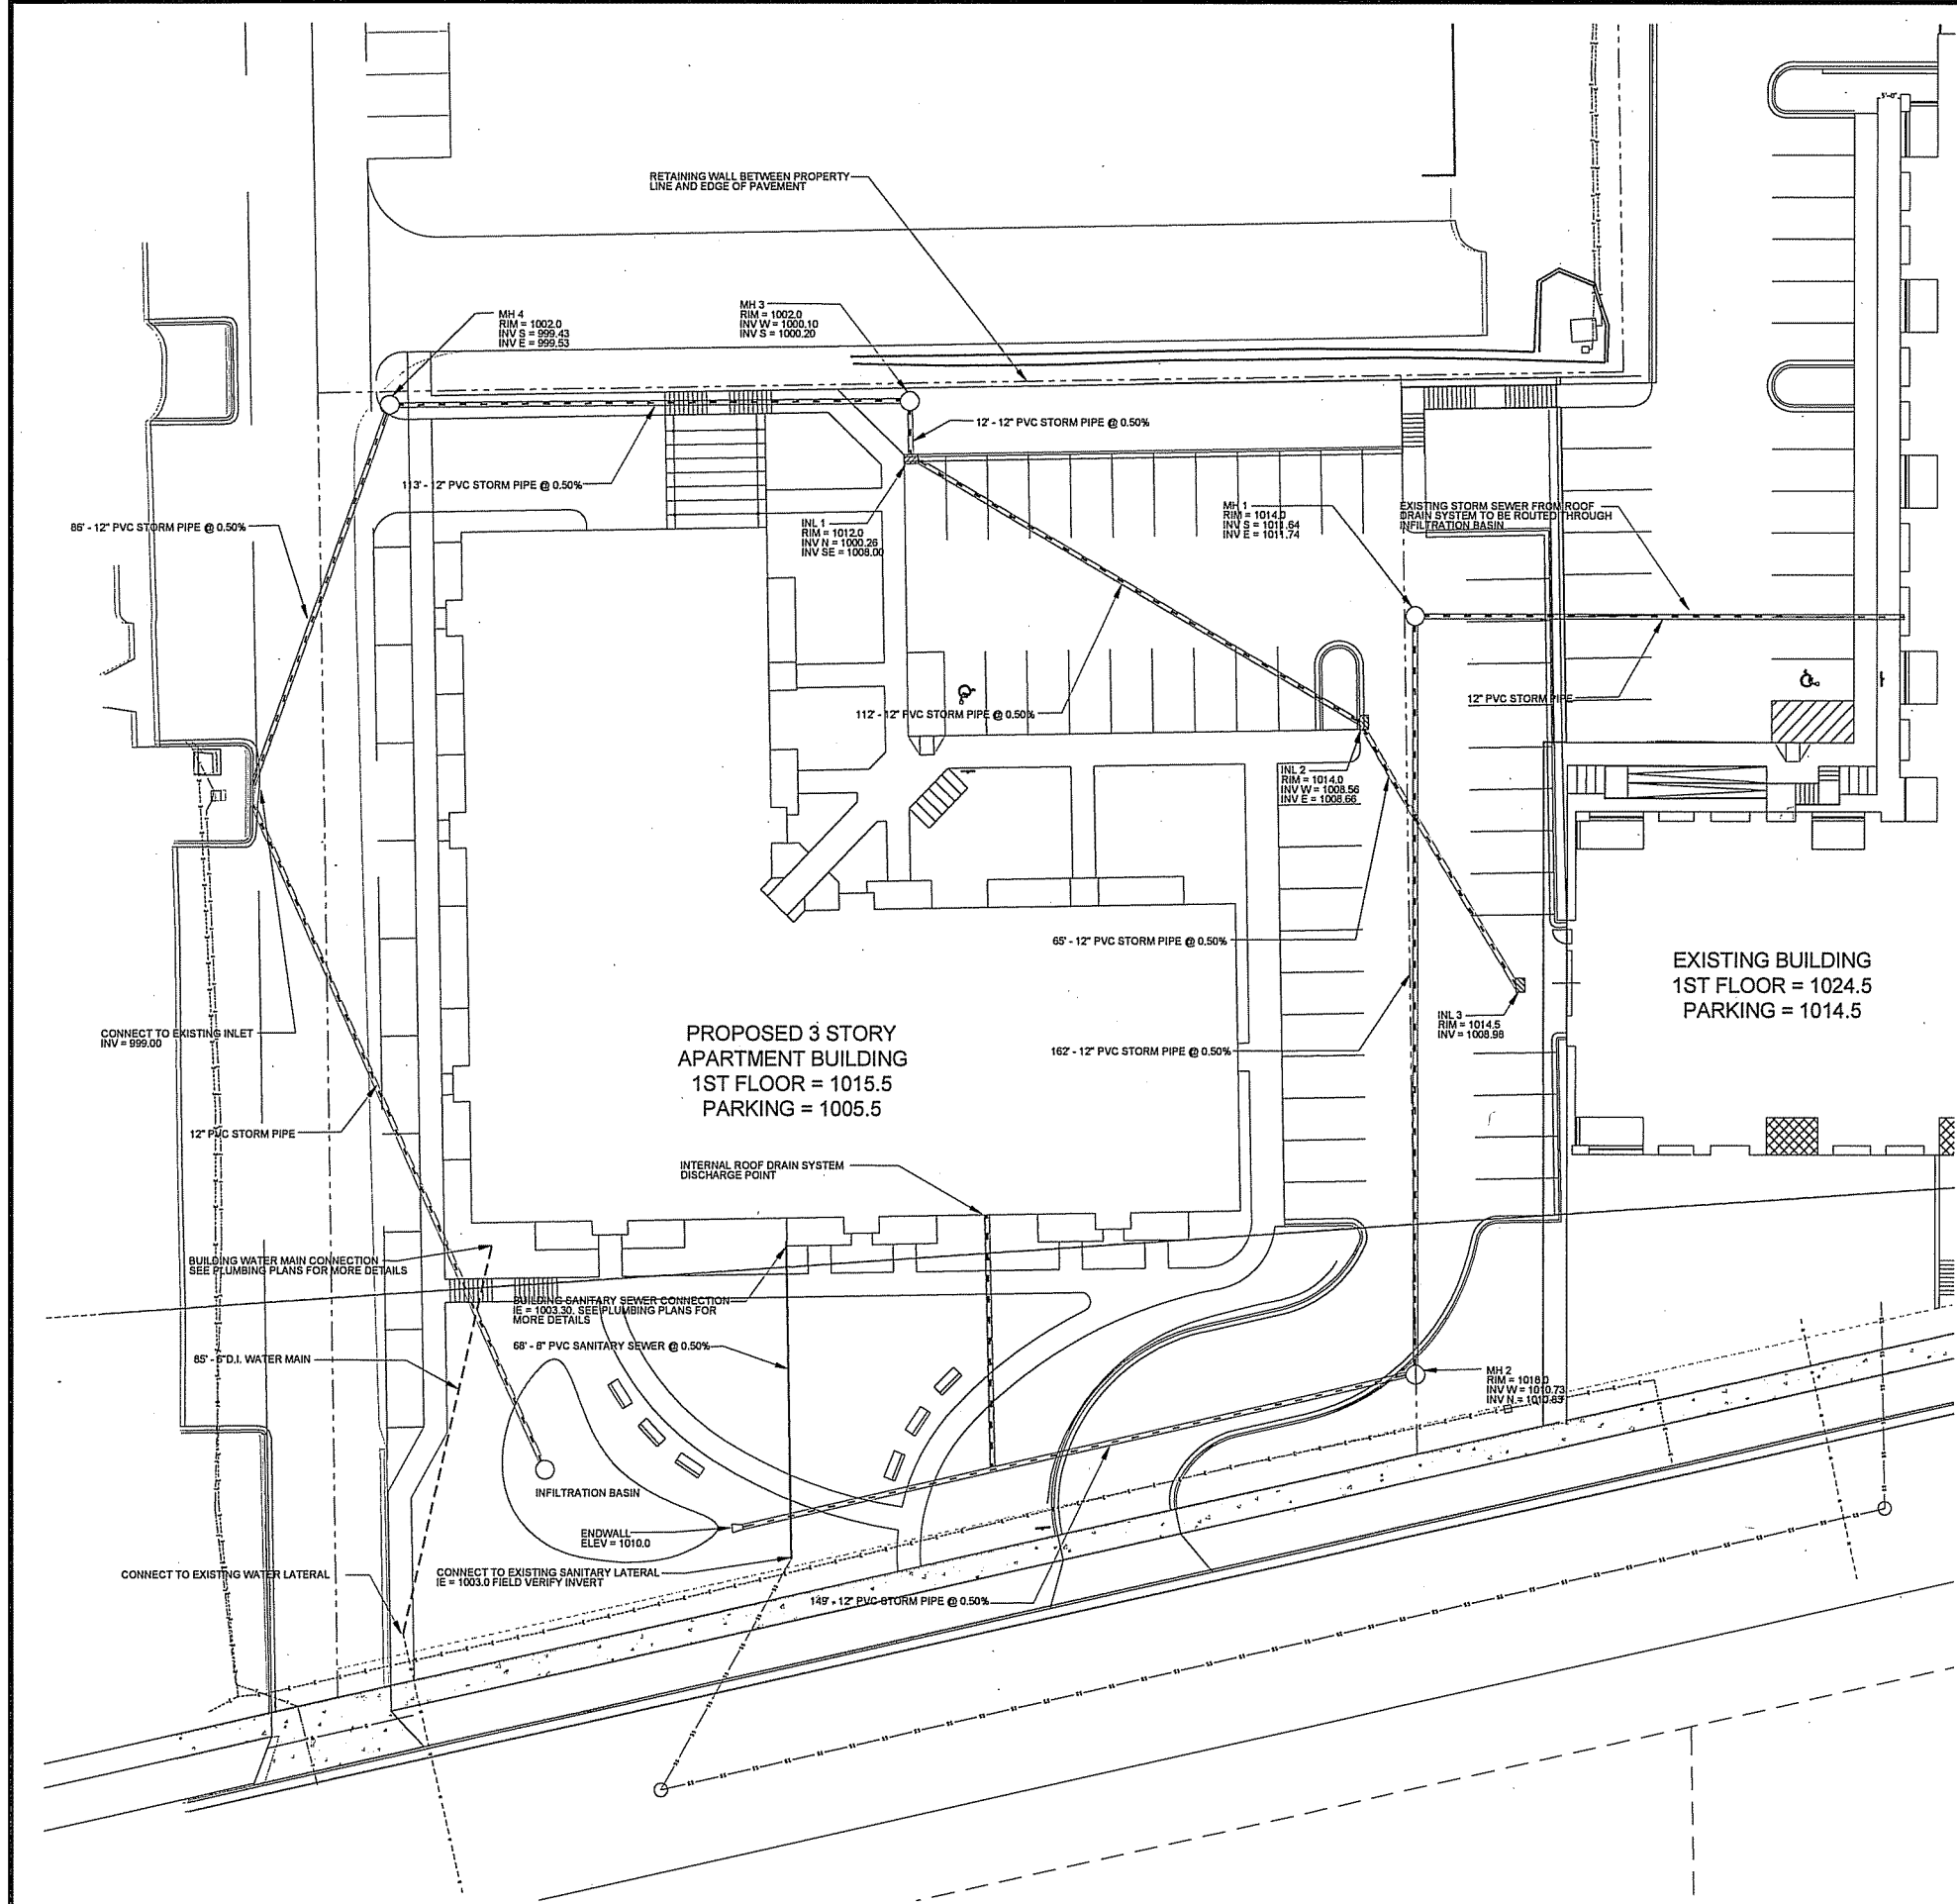 5'-0"
RETAINING WALL BETWEEN PROPERTY
LINE AND EDGE OF PAVEMENT
MH 4
RIM = 1002.0
INV S = 999.43
INV E = 999.53
MH 3
RIM = 1002.0
INV W = 1000.10
INV S = 1000.20
12' - 12" PVC STORM PIPE @ 0.50%
113' - 12" PVC STORM PIPE @ 0.50%
86' - 12" PVC STORM PIPE @ 0.50%
INL 1
RIM = 1012.0
INV N = 1000.26
INV SE = 1008.00
MH 1
RIM = 1014.0
INV S = 1011.64
INV E = 1011.74
EXISTING STORM SEWER FROM ROOF
DRAIN SYSTEM TO BE ROUTED THROUGH
INFILTRATION BASIN
12" PVC STORM PIPE
112' - 12" PVC STORM PIPE @ 0.50%
INL 2
RIM = 1014.0
INV W = 1008.56
INV E = 1008.66
65' - 12" PVC STORM PIPE @ 0.50%
EXISTING BUILDING
1ST FLOOR = 1024.5
PARKING = 1014.5
INL 3
RIM = 1014.5
INV = 1008.98
CONNECT TO EXISTING INLET
INV = 999.00
PROPOSED 3 STORY
APARTMENT BUILDING
1ST FLOOR = 1015.5
PARKING = 1005.5
162' - 12" PVC STORM PIPE @ 0.50%
12" PVC STORM PIPE
INTERNAL ROOF DRAIN SYSTEM
DISCHARGE POINT
BUILDING WATER MAIN CONNECTION
SEE PLUMBING PLANS FOR MORE DETAILS
BUILDING SANITARY SEWER CONNECTION
IE = 1003.30. SEE PLUMBING PLANS FOR
MORE DETAILS
68' - 8" PVC SANITARY SEWER @ 0.50%
85' - 6" D.I. WATER MAIN
MH 2
RIM = 1018.0
INV W = 1010.73
INV N = 1010.83
INFILTRATION BASIN
ENDWALL
ELEV = 1010.0
CONNECT TO EXISTING WATER LATERAL
CONNECT TO EXISTING SANITARY LATERAL
IE = 1003.0 FIELD VERIFY INVERT
149' - 12" PVC STORM PIPE @ 0.50%